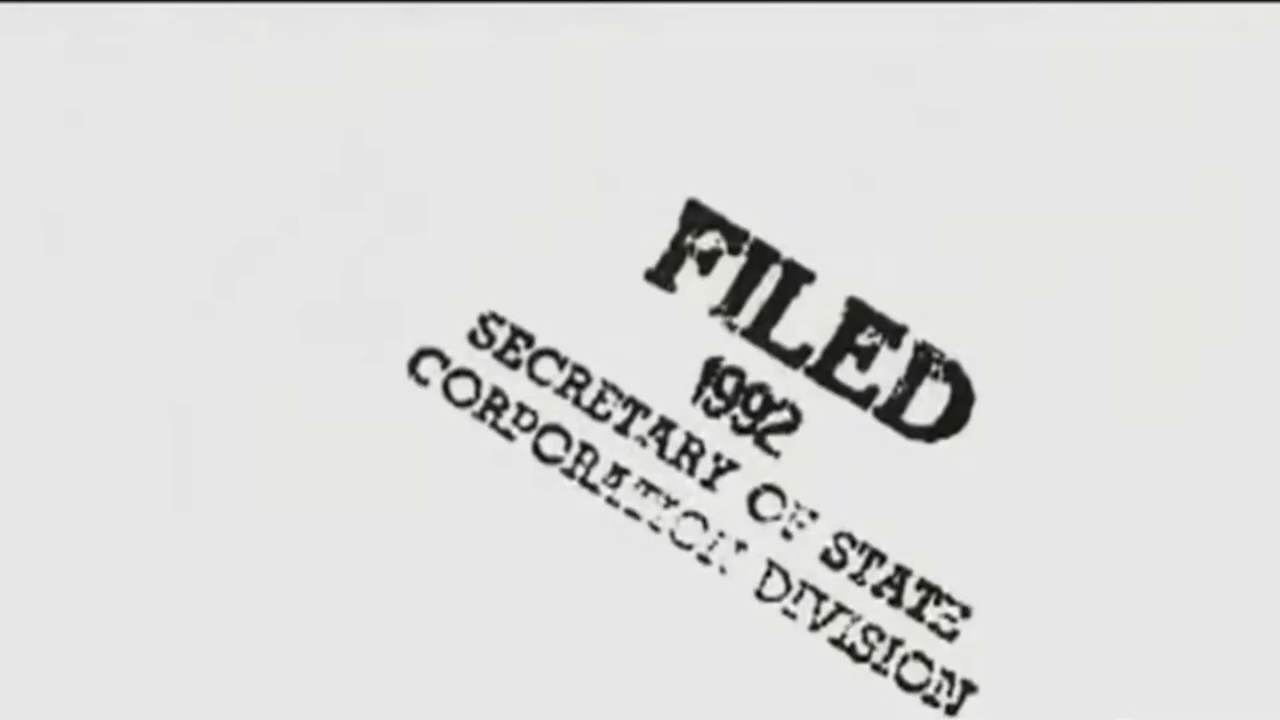 FILED
1992
SECRETARY OF STATE
CORPORATION DIVISION